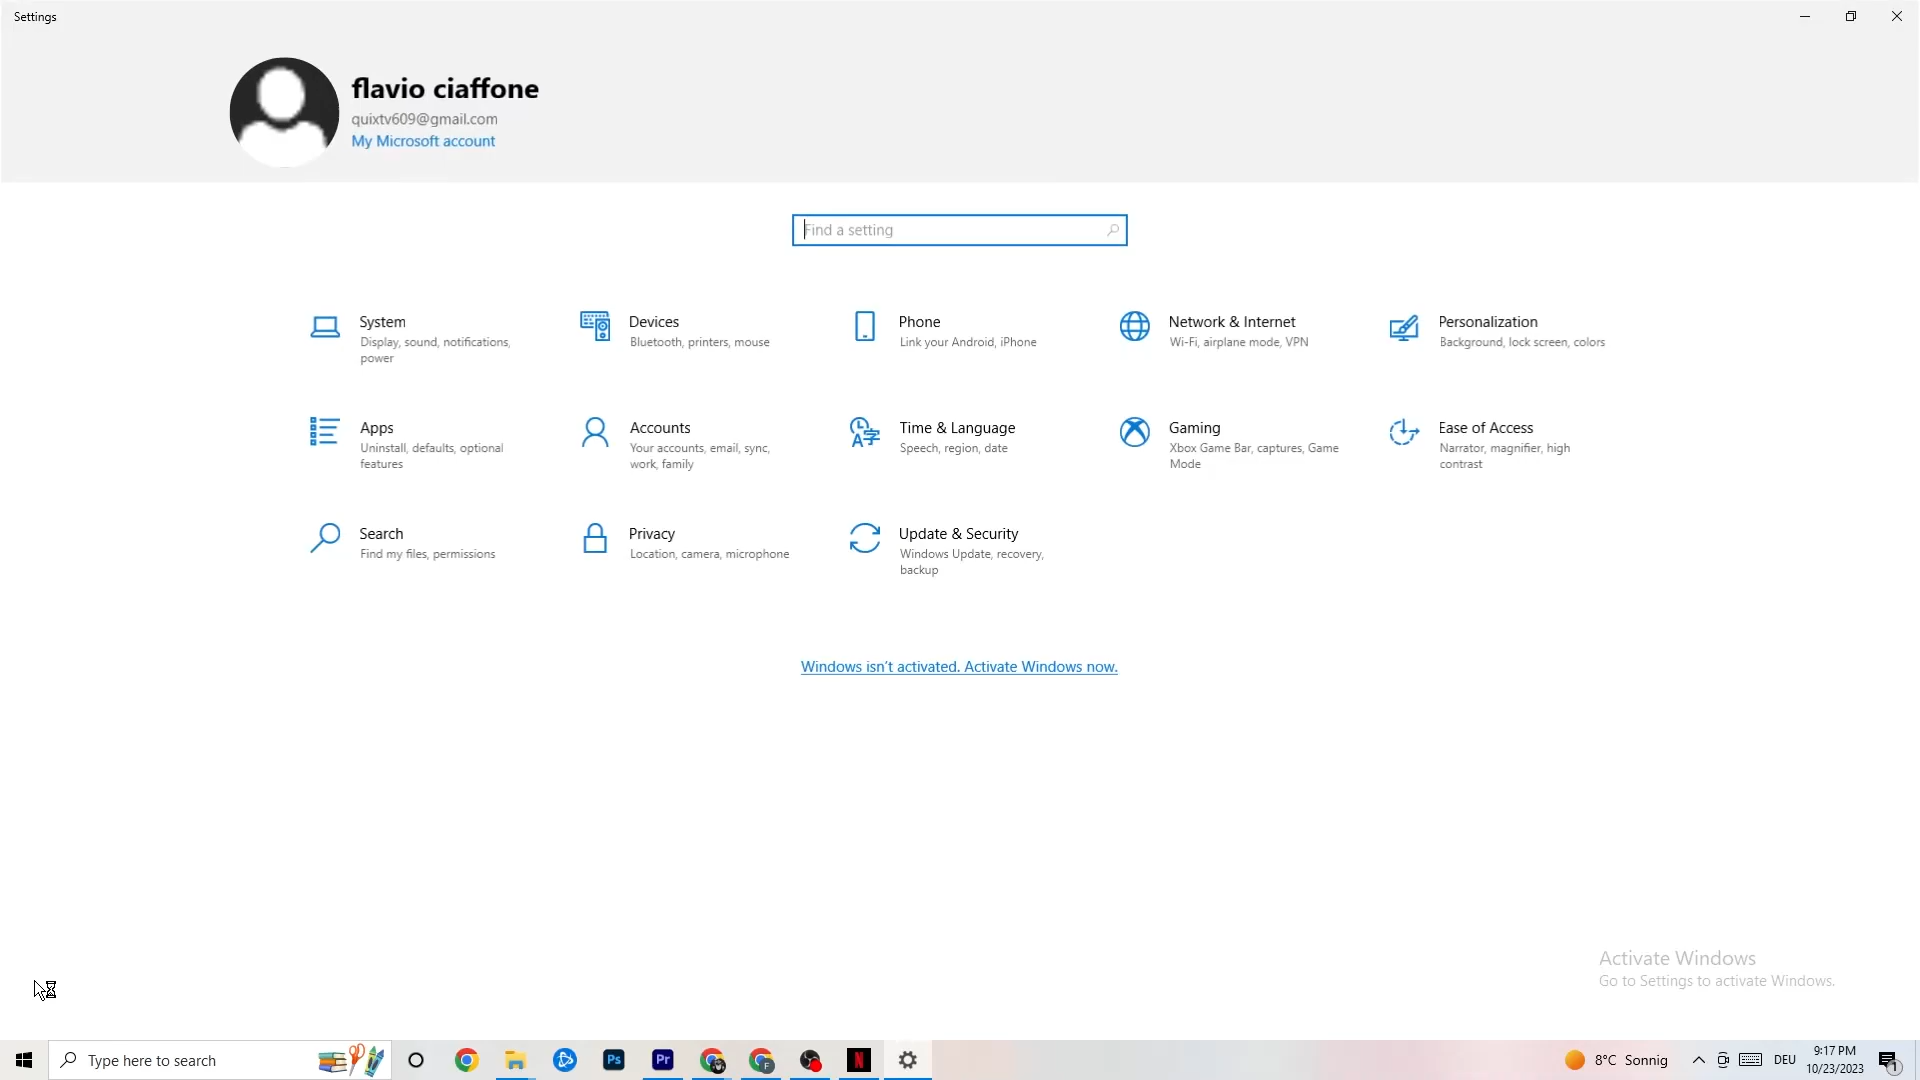 Settings
flavio ciaffone
quixtv609@gmail.com
My Microsoft account
Find a setting
System
Display, sound, notifications,
power
Devices
Bluetooth, printers, mouse
Phone
Link your Android, iPhone
Network & Internet
Wi-Fi, airplane mode, VPN
Personalization
Background, lock screen, colors
Apps
Uninstall, defaults, optional
features
Accounts
Your accounts, email, sync,
work, family
Time & Language
Speech, region, date
Gaming
Xbox Game Bar, captures, Game
Mode
Ease of Access
Narrator, magnifier, high
contrast
Search
Find my files, permissions
Privacy
Location, camera, microphone
Update & Security
Windows Update, recovery,
backup
Windows isn't activated. Activate Windows now.
Activate Windows
Go to Settings to activate Windows.
Type here to search
Ps
Pr
F
N
8°C Sonnig
DEU
9:17 PM
10/23/2023
1